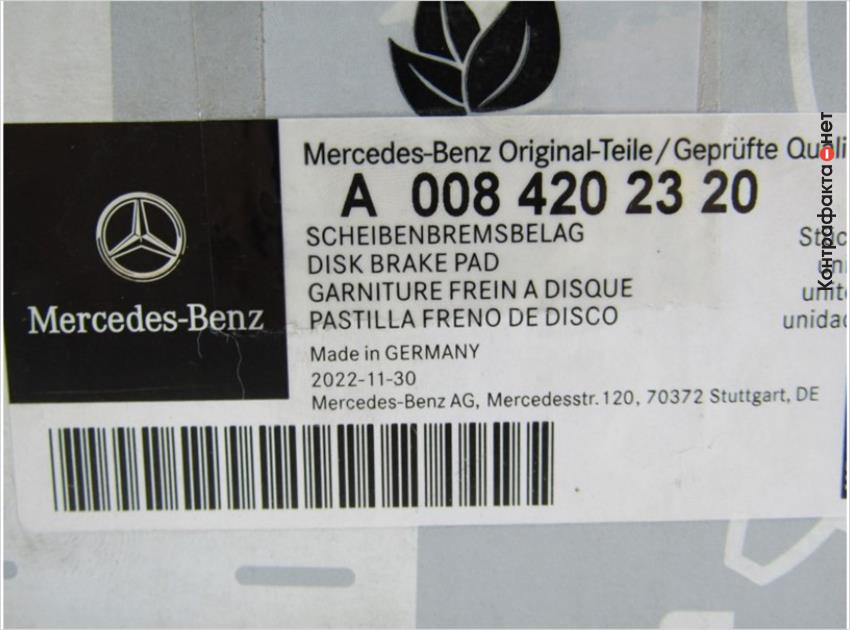 Mercedes-Benz Original-Teile/Geprüfte
A 008 420 23 20
SCHEIBENBREMSBELAG
DISK BRAKE PAD
GARNITURE FREIN A DISQUE
PASTILLA FRENO DE DISCO
Made in GERMANY
2022-11-30
Mercedes-Benz AG, Mercedesstr. 120, 70372 Stuttgart, DE
Mercedes-Benz
Контрафакта нет